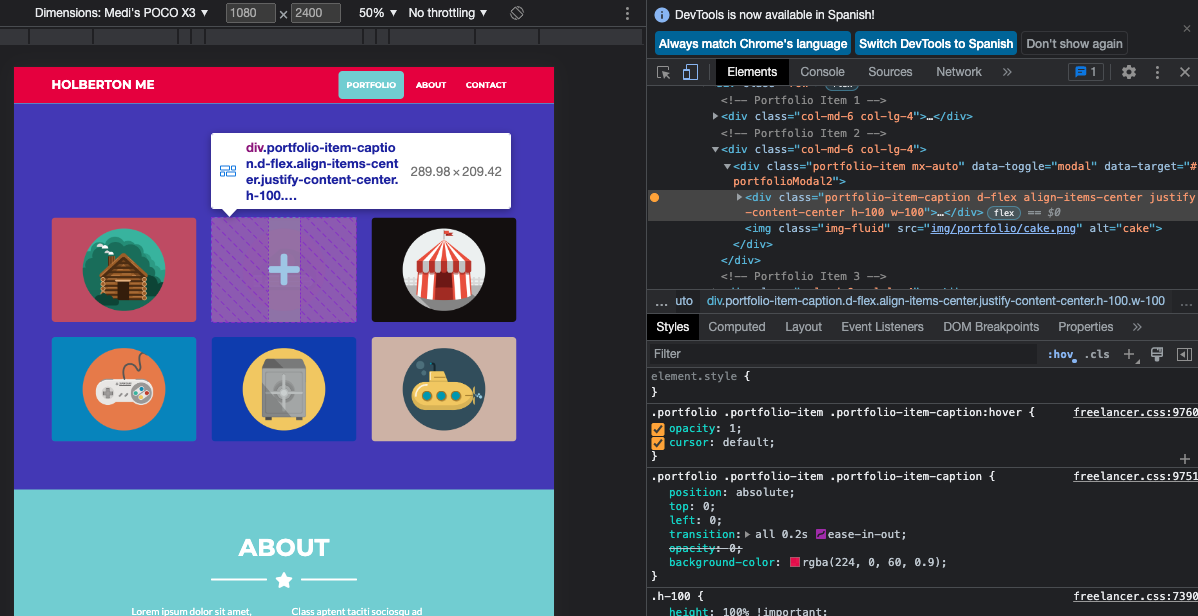 Dimensions: Medi's POCO X3 ▼ 1080 × 2400 50% ▼ No throttling ▼
HOLBERTON ME
PORTFOLIO ABOUT CONTACT
div.portfolio-item-captio
n.d-flex.align-items-cent
er.justify-content-center.
h-100.…
289.98 × 209.42
ABOUT
Lorem ipsum dolor sit amet,
Class aptent taciti sociosqu ad
DevTools is now available in Spanish!
Always match Chrome's language Switch DevTools to Spanish Don't show again
Elements Console Sources Network » 1
flex
<!-- Portfolio Item 1 -->
<div class="col-md-6 col-lg-4">…</div>
<!-- Portfolio Item 2 -->
<div class="col-md-6 col-lg-4">
<div class="portfolio-item mx-auto" data-toggle="modal" data-target="#
portfolioModal2">
<div class="portfolio-item-caption d-flex align-items-center justify
-content-center h-100 w-100">…</div> flex == $0
<img class="img-fluid" src="img/portfolio/cake.png" alt="cake">
</div>
</div>
<!-- Portfolio Item 3 -->
… uto div.portfolio-item-caption.d-flex.align-items-center.justify-content-center.h-100.w-100 …
Styles Computed Layout Event Listeners DOM Breakpoints Properties »
Filter :hov .cls +
element.style {
}
.portfolio .portfolio-item .portfolio-item-caption:hover { freelancer.css:9760
opacity: 1;
cursor: default;
}
.portfolio .portfolio-item .portfolio-item-caption { freelancer.css:9751
position: absolute;
top: 0;
left: 0;
transition: all 0.2s ease-in-out;
opacity: 0;
background-color: rgba(224, 0, 60, 0.9);
}
.h-100 { freelancer.css:7390
height: 100% !important;